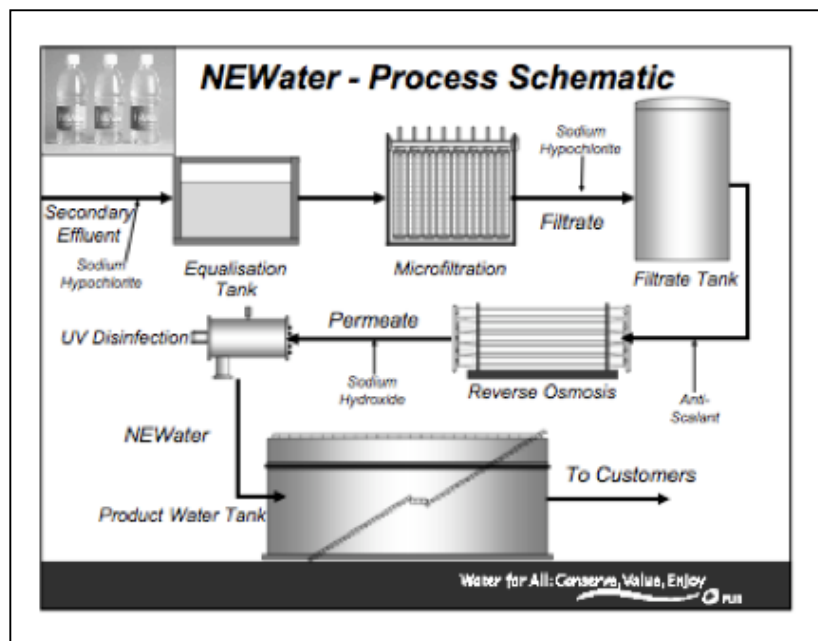 NEWater - Process Schematic
Sodium
Hypochlorite
Secondary
Effluent
Sodium
Hypochlorite
Equalisation
Tank
Microfiltration
Filtrate
Filtrate Tank
UV Disinfection
Permeate
Sodium
Hydroxide
Reverse Osmosis
Anti-
Scalant
NEWater
Product Water Tank
To Customers
Water for All: Conserve, Value, Enjoy
PUB